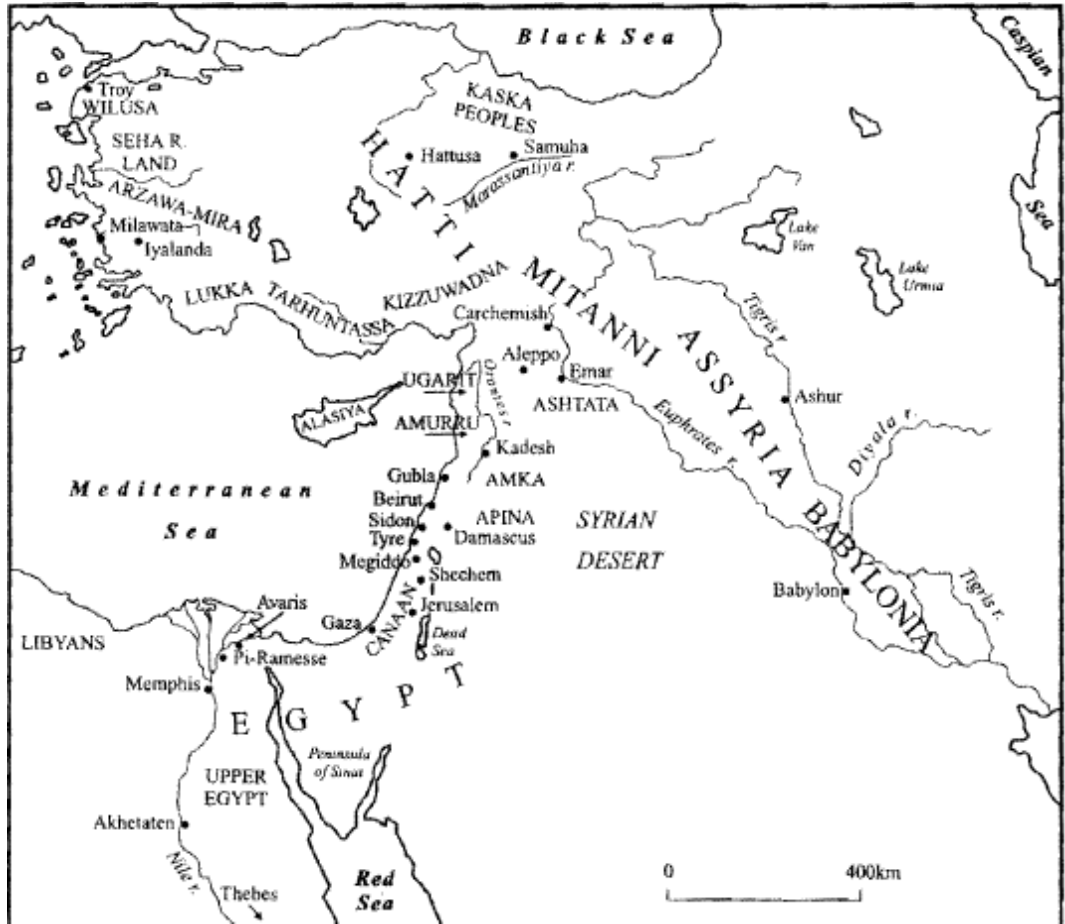 Black Sea
Caspian
Sea
Troy
WILUSA
KASKA
PEOPLES
SEHA R.
LAND
HATTI
Hattusa
Samuha
Marassantiya r.
ARZAWA-MIRA
Milawata
Iyalanda
Lake
Van
Lake
Urmia
LUKKA
TARHUNTASSA
KIZZUWADNA
MITANNI
ASSYRIA
Tigris r.
Carchemish
Aleppo
Emar
ASHTATA
Ashur
UGARIT
Orontes r.
ALASIYA
AMURRU
Euphrates r.
Diyala r.
Kadesh
Gubla
AMKA
Mediterranean
Sea
Beirut
Sidon
APINA
Tyre
Damascus
SYRIAN
DESERT
BABYLONIA
Megiddo
Shechem
Babylon
Tigris r.
Avaris
Jerusalem
Gaza
CANAAN
Dead
Sea
LIBYANS
Pi-Ramesse
Memphis
EGYPT
Peninsula
of Sinai
UPPER
EGYPT
Akhetaten
Nile r.
Thebes
Red
Sea
0 400km